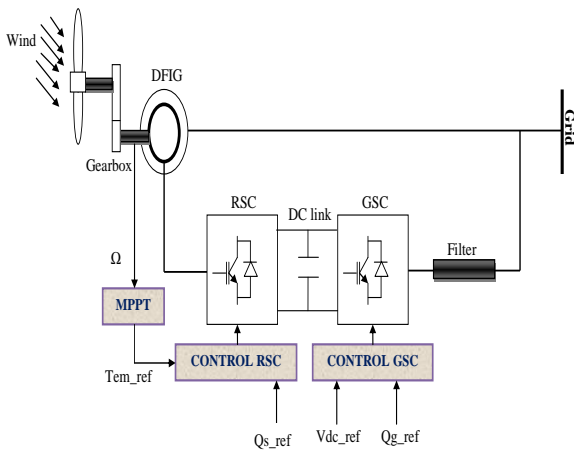 Wind
DFIG
Grid
Gearbox
RSC
DC link
GSC
Filter
Ω
MPPT
CONTROL RSC
CONTROL GSC
Tem_ref
Qs_ref
Vdc_ref
Qg_ref